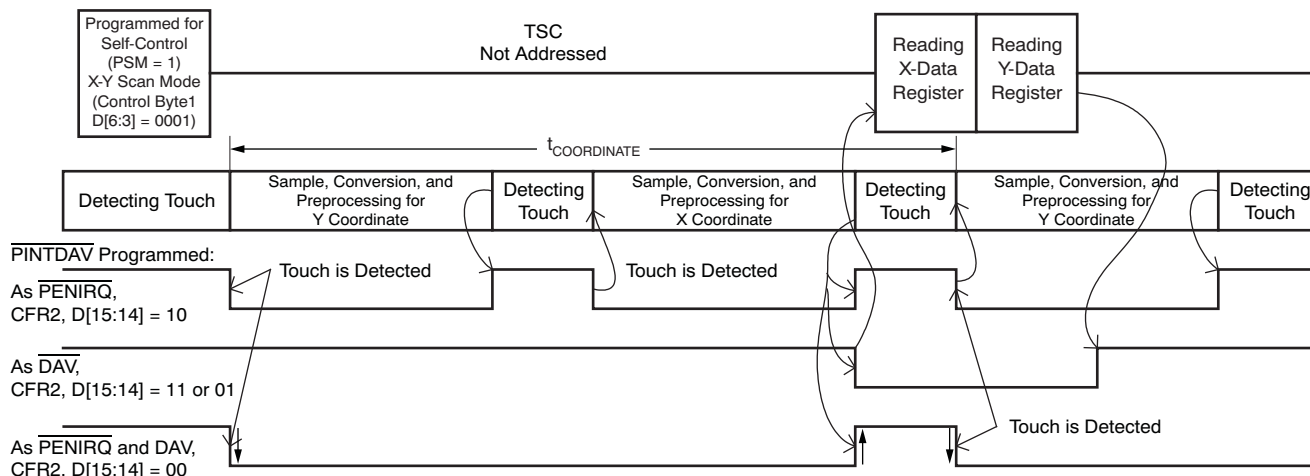 Programmed for
Self-Control
(PSM = 1)
X-Y Scan Mode
(Control Byte1
D[6:3] = 0001)
TSC
Not Addressed
Reading
X-Data
Register
Reading
Y-Data
Register
tCOORDINATE
Detecting Touch
Sample, Conversion, and
Preprocessing for
Y Coordinate
Detecting
Touch
Sample, Conversion, and
Preprocessing for
X Coordinate
Detecting
Touch
Sample, Conversion, and
Preprocessing for
Y Coordinate
Detecting
Touch
PINTDAV Programmed:
Touch is Detected
Touch is Detected
As PENIRQ,
CFR2, D[15:14] = 10
As DAV,
CFR2, D[15:14] = 11 or 01
Touch is Detected
As PENIRQ and DAV,
CFR2, D[15:14] = 00